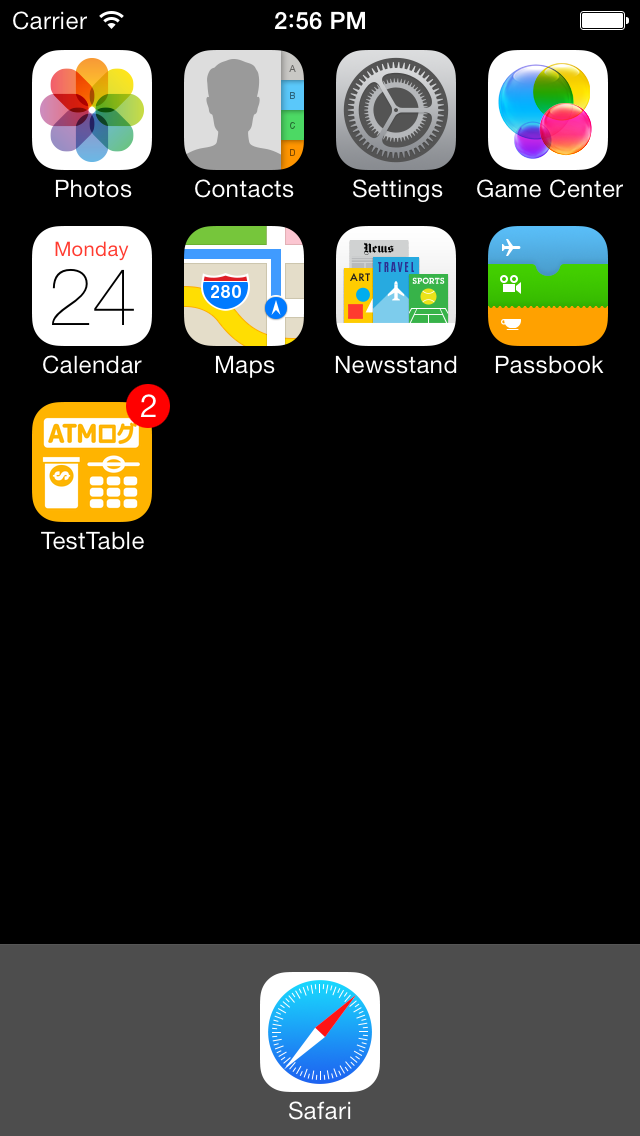 Carrier 2:56 PM
A
B
C
D
Photos Contacts Settings Game Center
Monday
24
280
News
ART
TRAVEL
SPORTS
Calendar Maps Newsstand Passbook
2
ATMログ
$
TestTable
Safari